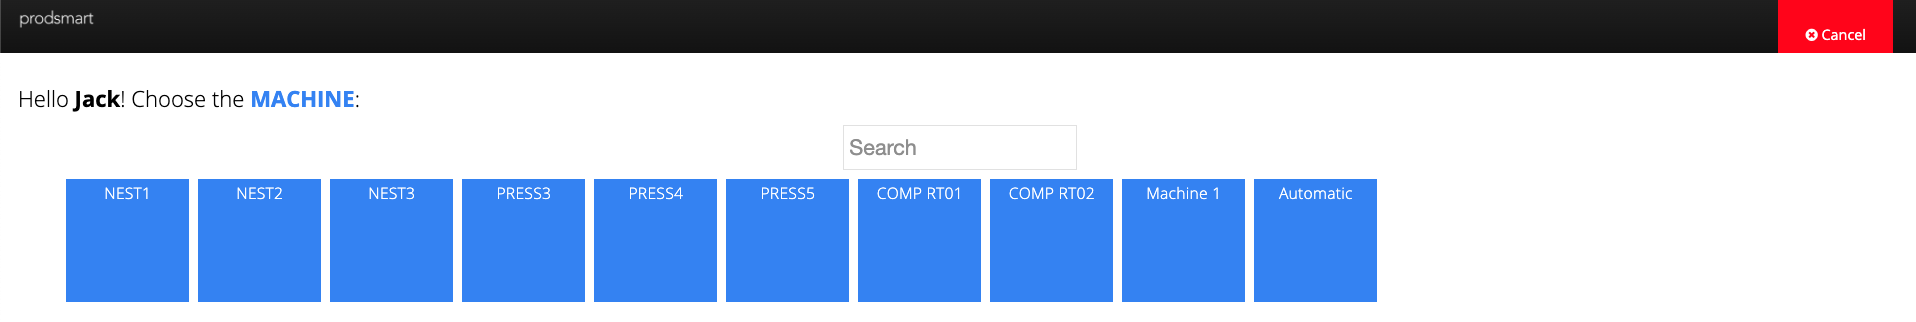 prodsmart
Cancel
Hello Jack! Choose the MACHINE:
Search
NEST1 NEST2 NEST3 PRESS3 PRESS4 PRESS5 COMP RT01 COMP RT02 Machine 1 Automatic